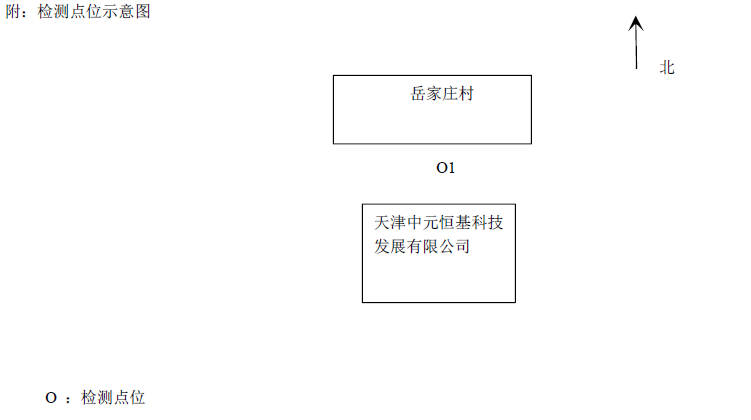 附：检测点位示意图
北
岳家庄村
O1
天津中元恒基科技
发展有限公司
O ：检测点位